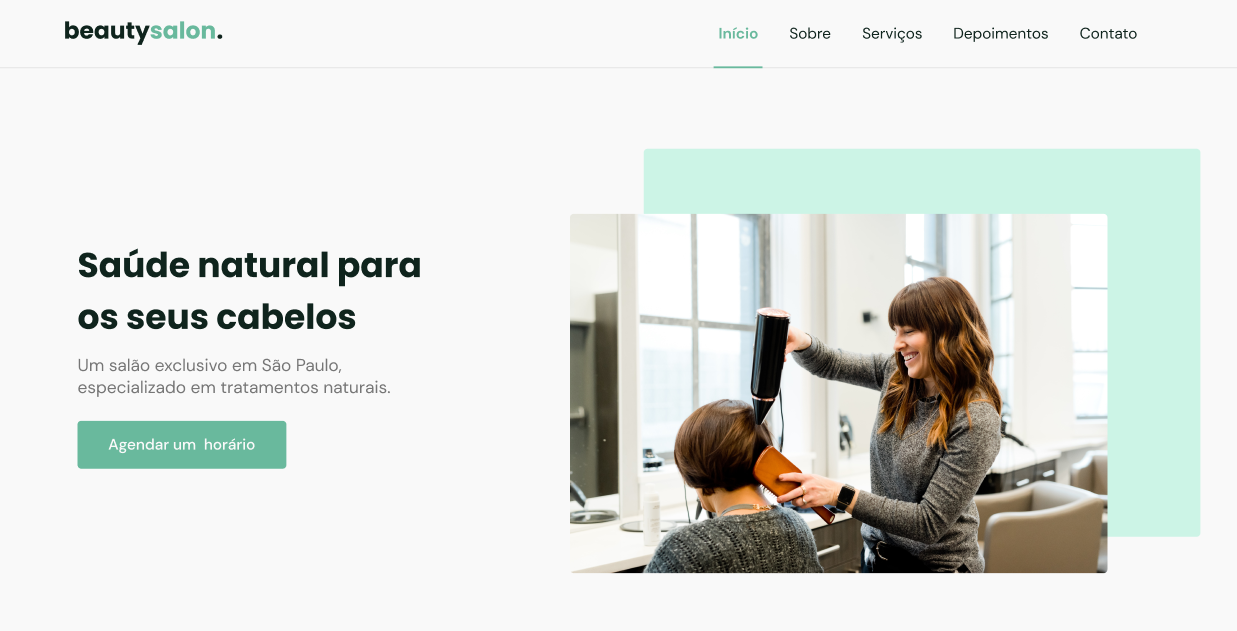 beautysalon.
Início Sobre Serviços Depoimentos Contato
Saúde natural para
os seus cabelos
Um salão exclusivo em São Paulo,
especializado em tratamentos naturais.
Agendar um  horário